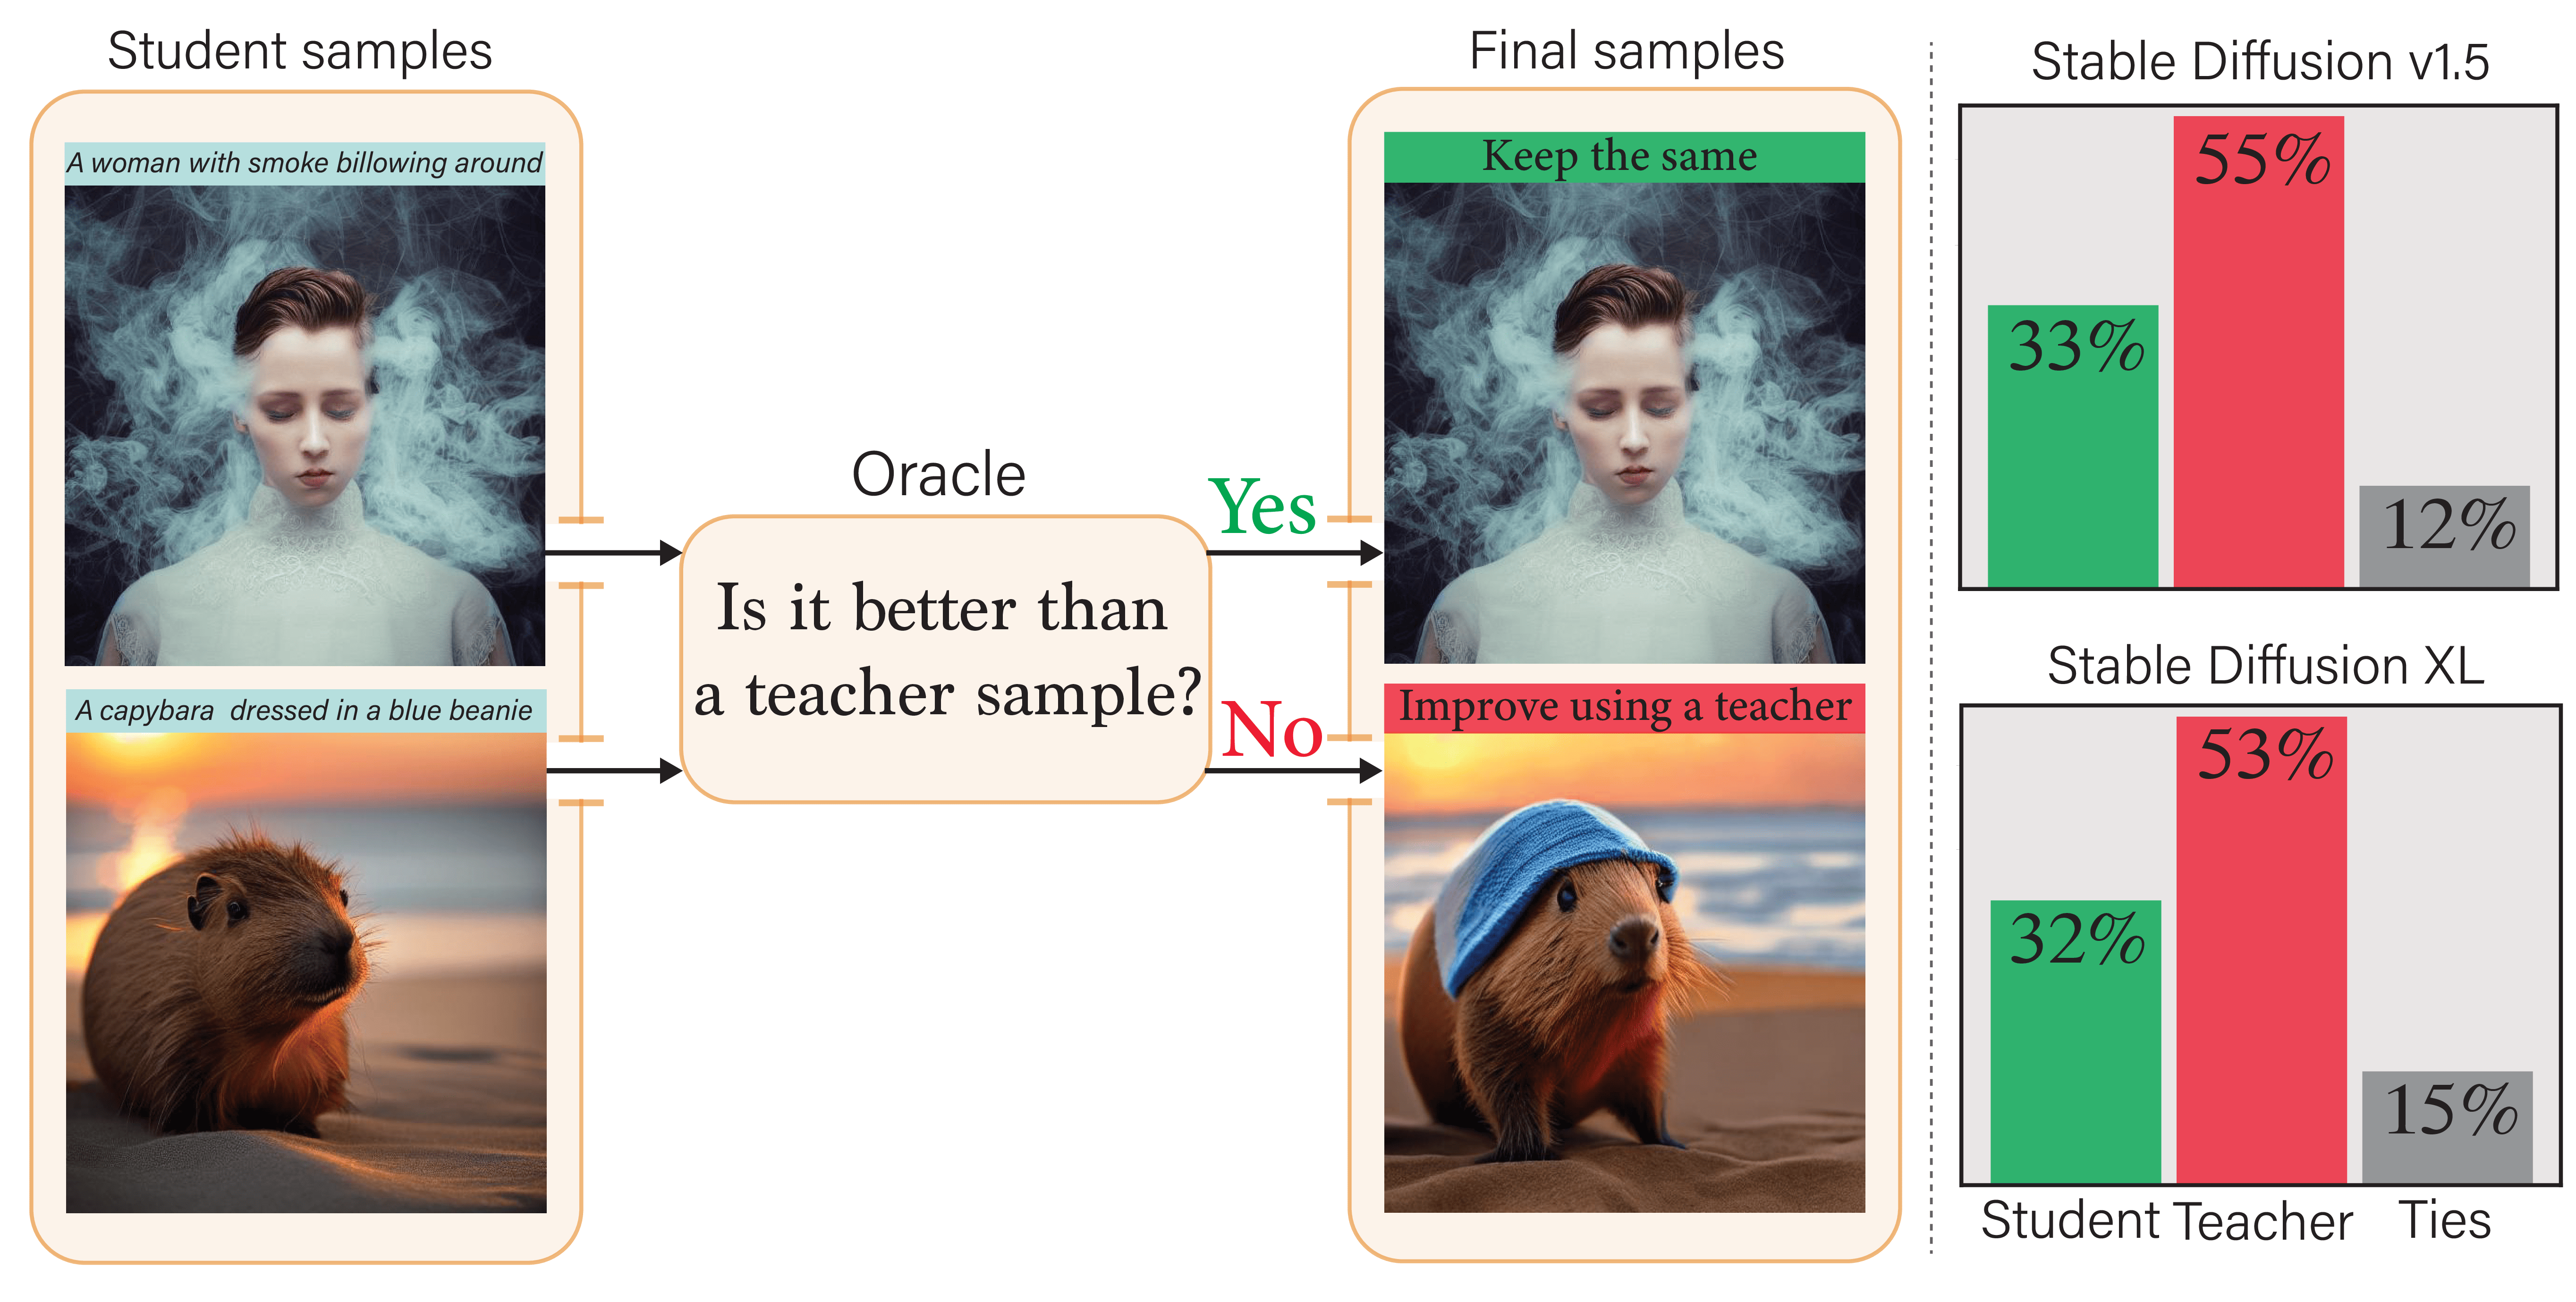 Student samples
A woman with smoke billowing around
A capybara dressed in a blue beanie
Oracle
Is it better than
a teacher sample?
Yes
No
Final samples
Keep the same
Improve using a teacher
Stable Diffusion v1.5
33%
55%
12%
Stable Diffusion XL
32%
53%
15%
Student
Teacher
Ties